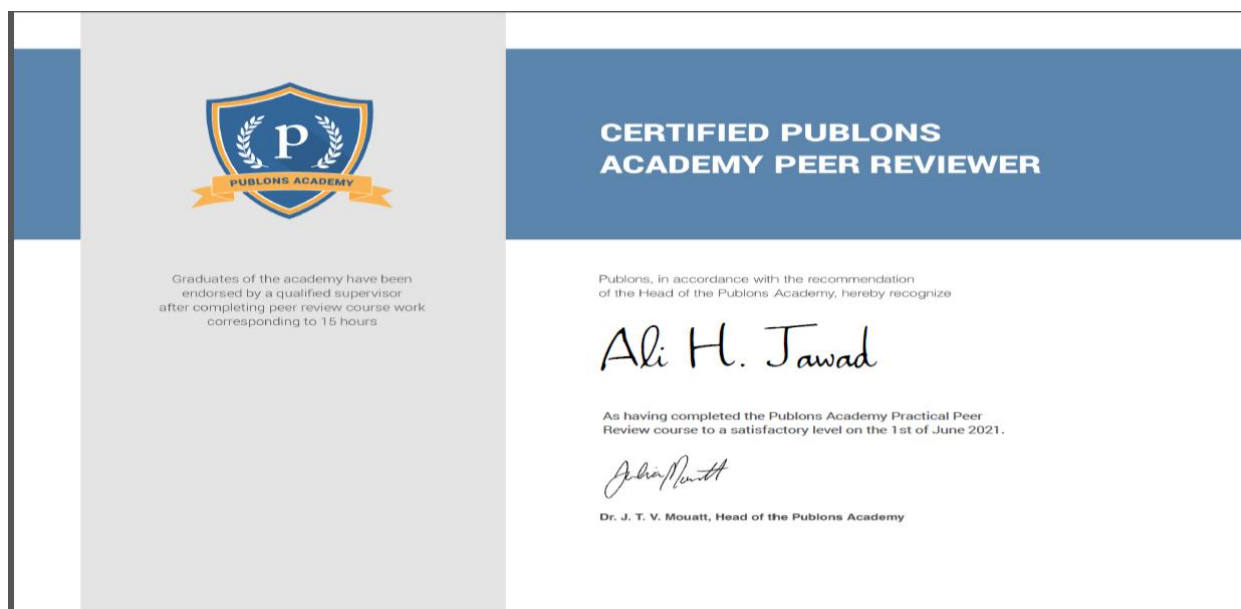 P
PUBLONS ACADEMY
Graduates of the academy have been
endorsed by a qualified supervisor
after completing peer review course work
corresponding to 15 hours
CERTIFIED PUBLONS
ACADEMY PEER REVIEWER
Publons, in accordance with the recommendation
of the Head of the Publons Academy, hereby recognize
Ali H. Jawad
As having completed the Publons Academy Practical Peer
Review course to a satisfactory level on the 1st of June 2021.
Dr. J. T. V. Mouatt, Head of the Publons Academy